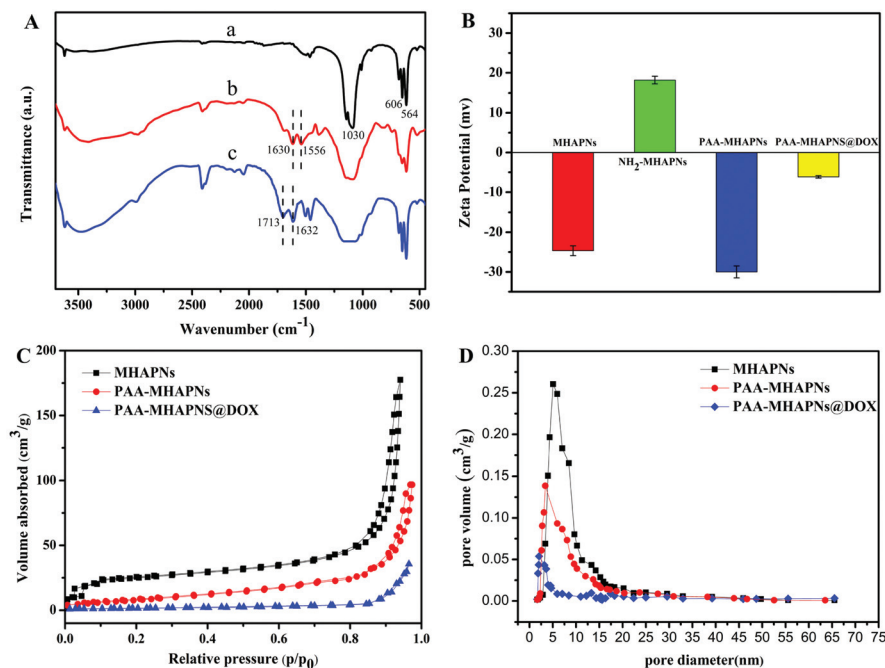 A
a
b
c
606
564
1030
1630
1556
1713
1632
Transmittance (a.u.)
3500 3000 2500 2000 1500 1000 500
Wavenumber (cm-1)
B
30
20
10
0
-10
-20
-30
Zeta Potential (mv)
MHAPNs
NH2-MHAPNs
PAA-MHAPNs
PAA-MHAPNS@DOX
C
200
150
100
50
0
Volume absorbed (cm3/g)
MHAPNs
PAA-MHAPNs
PAA-MHAPNS@DOX
0.0 0.2 0.4 0.6 0.8 1.0
Relative pressure (p/p0)
D
0.30
0.25
0.20
0.15
0.10
0.05
0.00
pore volume (cm3/g)
MHAPNs
PAA-MHAPNs
PAA-MHAPNs@DOX
0 5 10 15 20 25 30 35 40 45 50 55 60 65 70 75
pore diameter(nm)